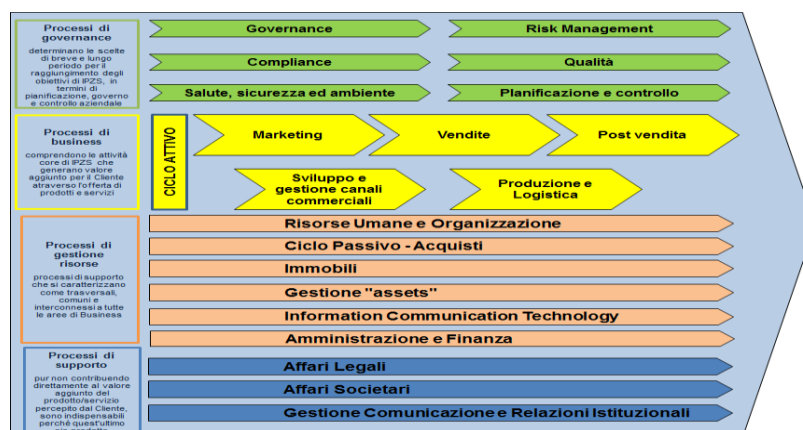 Processi di
governance
determinano le scelte
di breve e lungo
periodo per il
raggiungimento degli
obiettivi di IPZS, in
termini di
pianificazione, governo
e controllo aziendale
Governance
Risk Management
Compliance
Qualità
Salute, sicurezza ed ambiente
Planificazione e controllo
Processi di
business
comprendono le attività
core di IPZS che
generano valore
aggiunto per il Cliente
atraverso l'offerta di
prodotti e servizi
CICLO ATTIVO
Marketing
Vendite
Post vendita
Sviluppo e
gestione canali
commerciali
Produzione e
Logistica
Processi di
gestione
risorse
processi di supporto
che si caratterizzano
come trasversali,
comuni e
interconnessi a tutte
le aree di Business
Risorse Umane e Organizzazione
Ciclo Passivo - Acquisti
Immobili
Gestione "assets"
Information Communication Technology
Amministrazione e Finanza
Processi di
supporto
pur non contribuendo
direttamente al valore
aggiunto del
prodotto/servizio
percepito dal Cliente,
sono indispensabili
perché quest'ultimo
Affari Legali
Affari Societari
Gestione Comunicazione e Relazioni Istituzionali